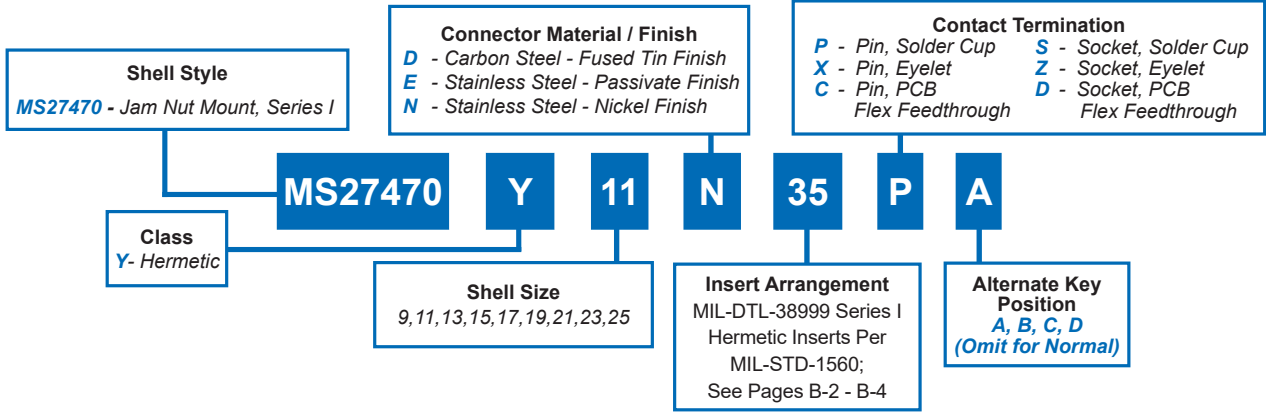 Shell Style
MS27470 - Jam Nut Mount, Series I
Connector Material / Finish
D - Carbon Steel - Fused Tin Finish
E - Stainless Steel - Passivate Finish
N - Stainless Steel - Nickel Finish
Contact Termination
P - Pin, Solder Cup
X - Pin, Eyelet
C - Pin, PCB
Flex Feedthrough
S - Socket, Solder Cup
Z - Socket, Eyelet
D - Socket, PCB
Flex Feedthrough
MS27470 Y 11 N 35 P A
Class
Y- Hermetic
Shell Size
9,11,13,15,17,19,21,23,25
Insert Arrangement
MIL-DTL-38999 Series I
Hermetic Inserts Per
MIL-STD-1560;
See Pages B-2 - B-4
Alternate Key
Position
A, B, C, D
(Omit for Normal)